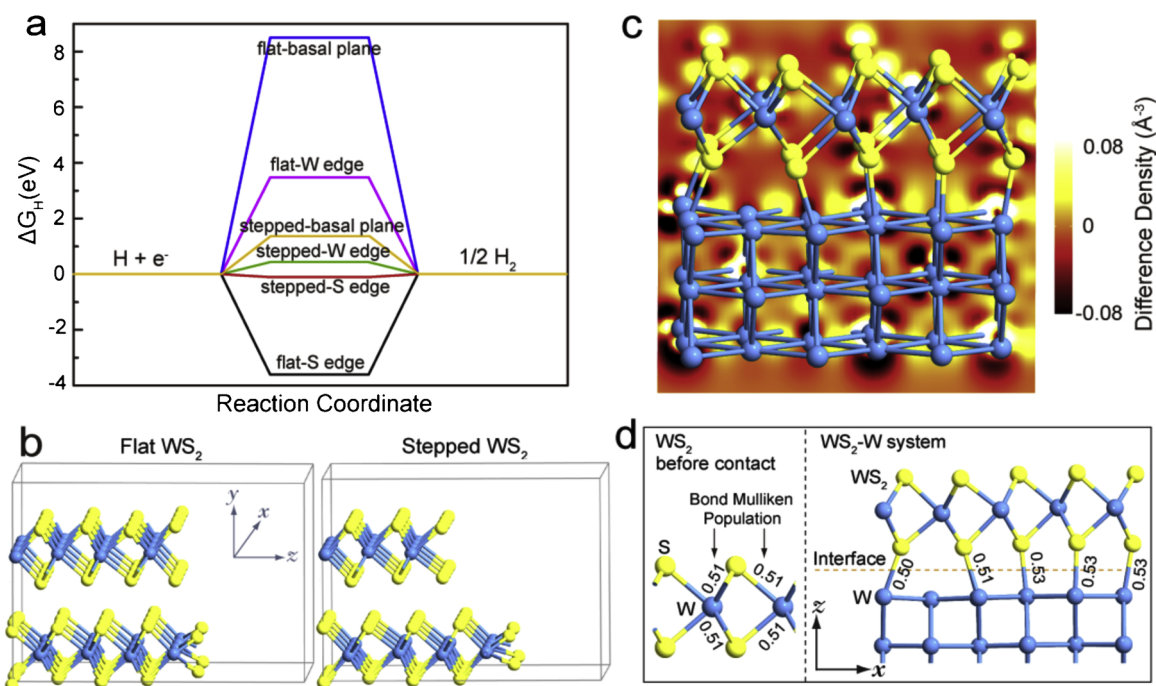 a
8
6
4
2
0
-2
-4
ΔG_H(eV)
flat-basal plane
flat-W edge
stepped-basal plane
stepped-W edge
H + e⁻
1/2 H₂
stepped-S edge
flat-S edge
Reaction Coordinate
c
0.08
0
-0.08
Difference Density (Å⁻³)
b
Flat WS₂
Stepped WS₂
y
x
z
d
WS₂
before contact
Bond Mulliken
Population
S
0.51
0.51
W
0.51
0.51
WS₂-W system
WS₂
Interface
0.50
0.51
0.53
0.53
0.53
W
z
x